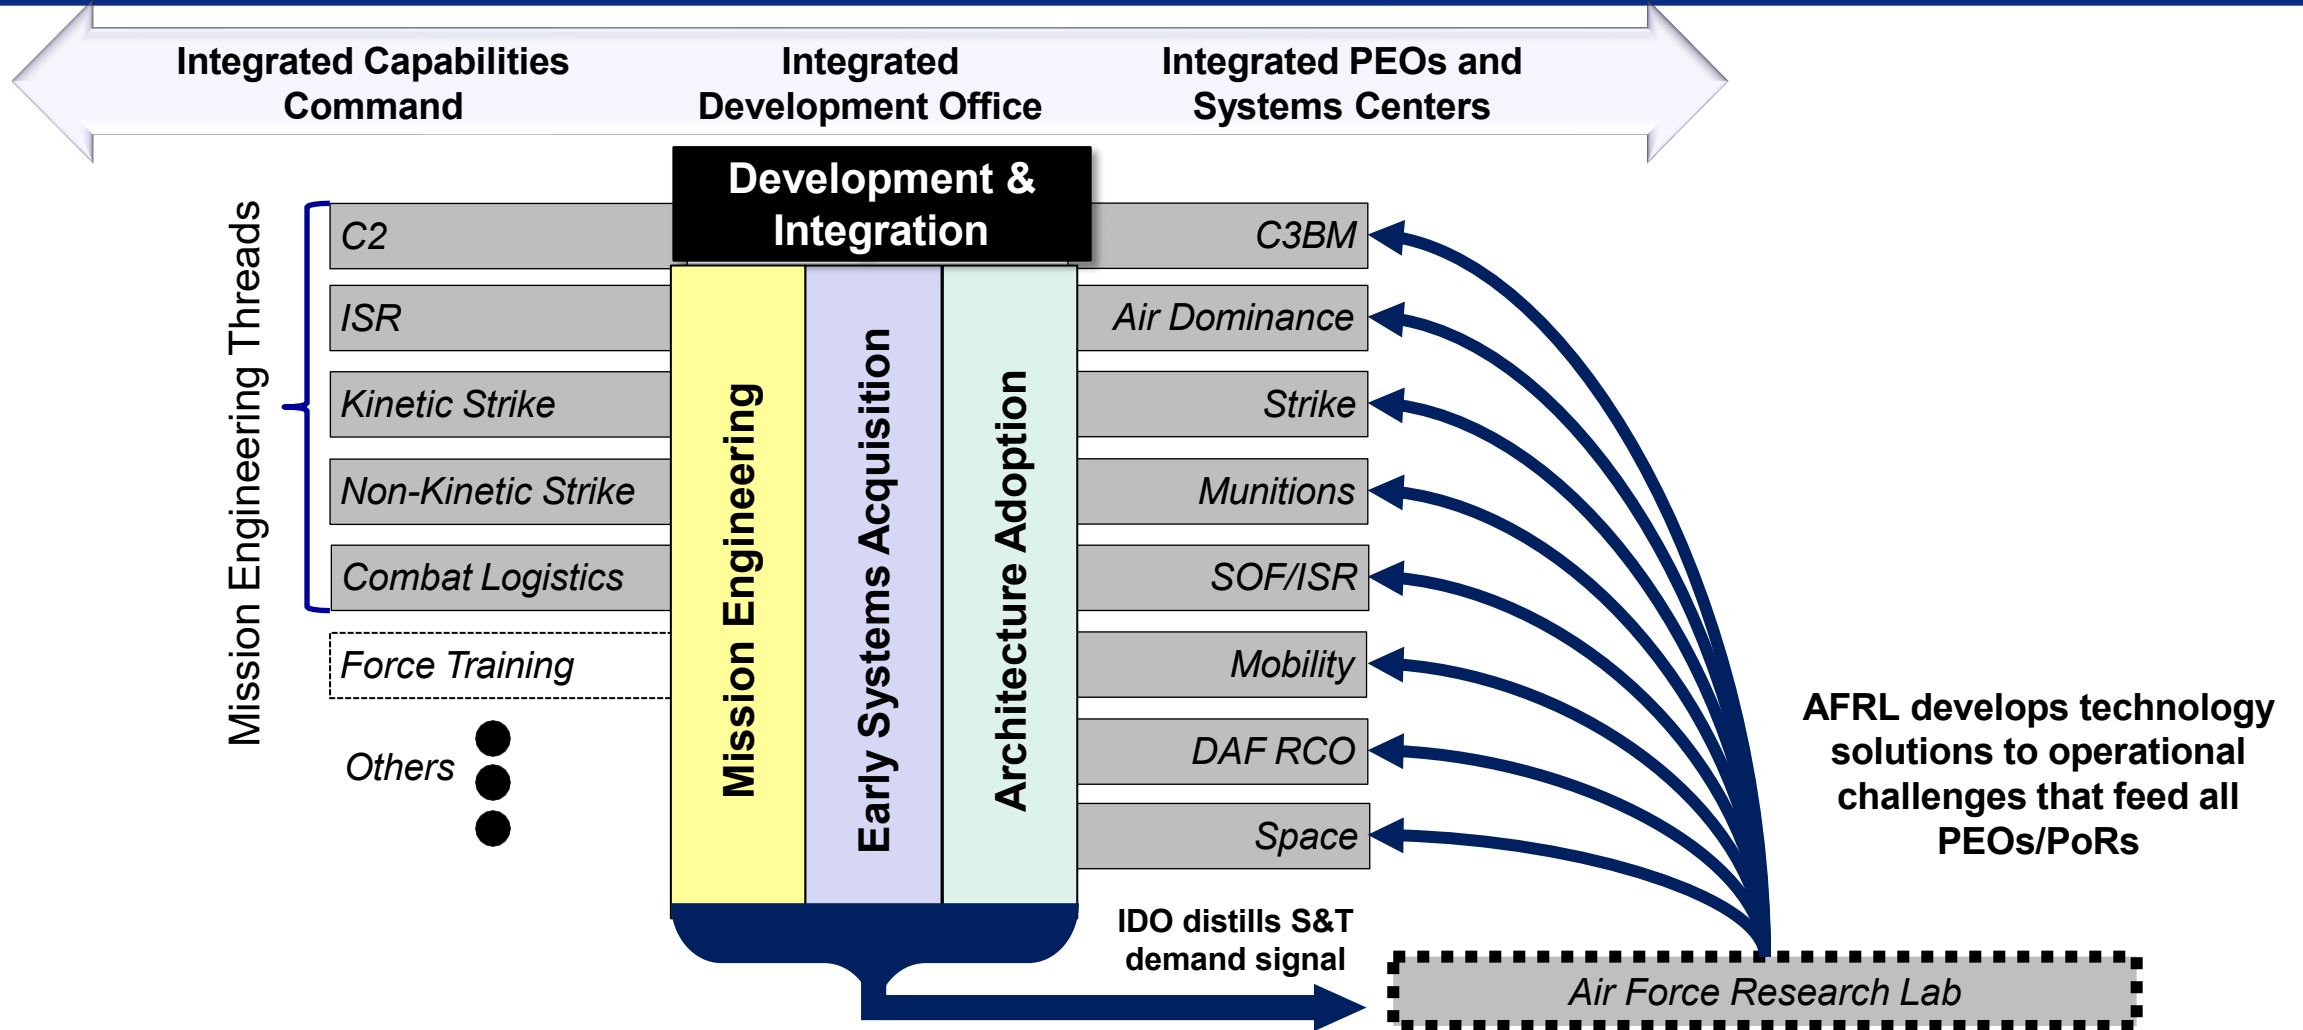 Integrated Capabilities
Command
Integrated
Development Office
Integrated PEOs and
Systems Centers
Development &
Integration
Mission Engineering Threads
C2
ISR
Kinetic Strike
Non-Kinetic Strike
Combat Logistics
Force Training
Others
Mission Engineering
Early Systems Acquisition
Architecture Adoption
C3BM
Air Dominance
Strike
Munitions
SOF/ISR
Mobility
DAF RCO
Space
AFRL develops technology
solutions to operational
challenges that feed all
PEOs/PoRs
IDO distills S&T
demand signal
Air Force Research Lab